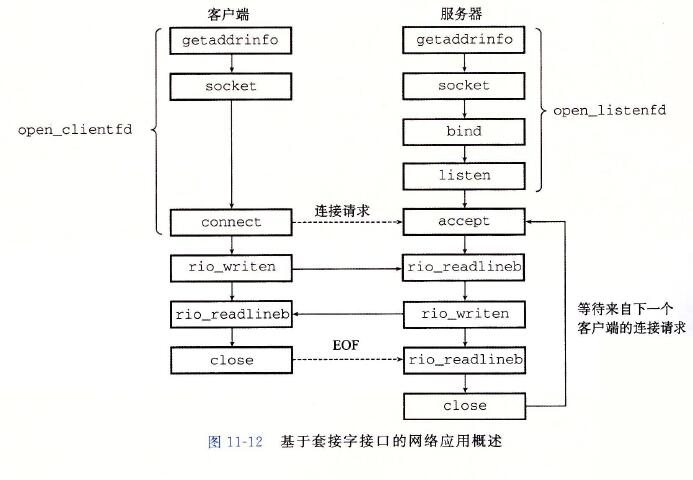 客户端
服务器
getaddrinfo
getaddrinfo
socket
socket
open_clientfd
open_listenfd
bind
listen
connect
连接请求
accept
rio_writen
rio_readlineb
rio_readlineb
rio_writen
等待来自下一个
客户端的连接请求
close
EOF
rio_readlineb
close
图 11-12 基于套接字接口的网络应用概述